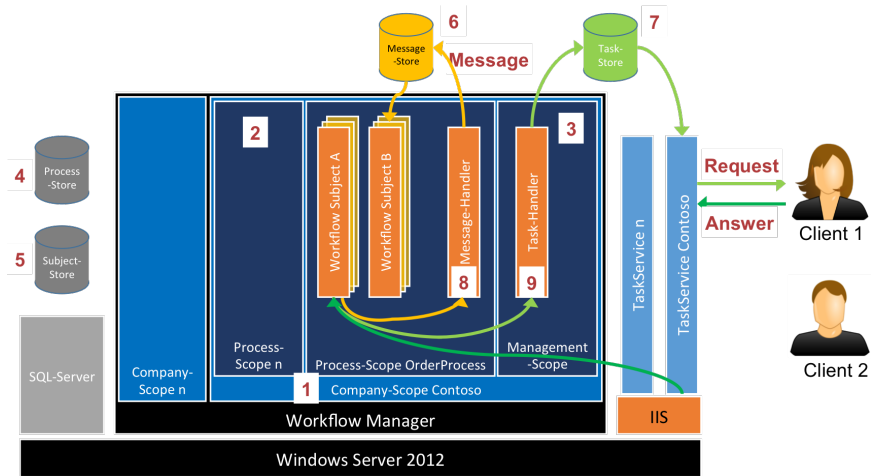 6
7
Message
-Store
Message
Task-
Store
4
Process
-Store
5
Subject-
Store
2
3
Workflow Subject A
Workflow Subject B
Message-Handler
8
Task-Handler
9
TaskService n
TaskService Contoso
Request
Answer
Client 1
Client 2
SQL-Server
Company-
Scope n
Process-
Scope n
Process-Scope OrderProcess
Management
-Scope
1
Company-Scope Contoso
Workflow Manager
IIS
Windows Server 2012